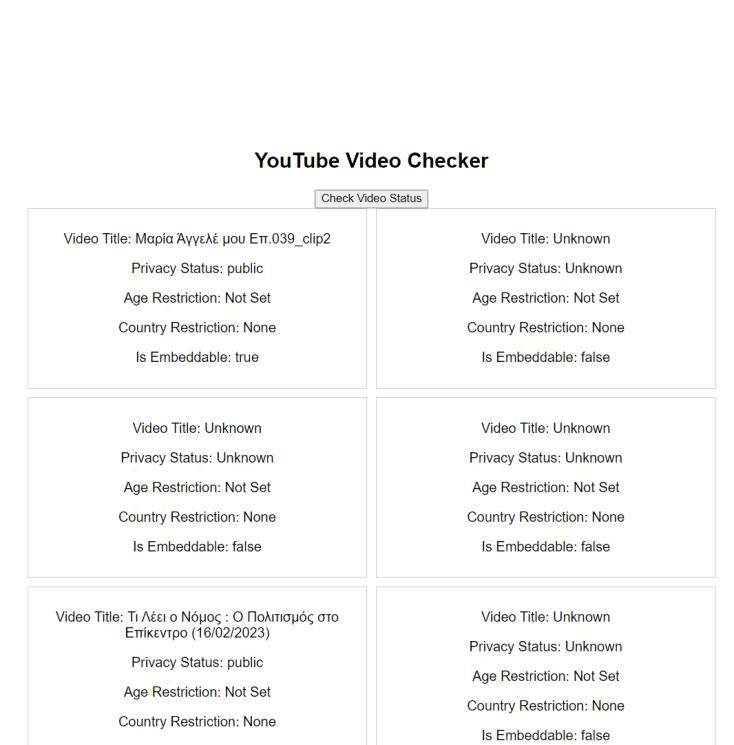 YouTube Video Checker
Check Video Status
Video Title: Μαρία Άγγελέ μου Επ.039_clip2
Privacy Status: public
Age Restriction: Not Set
Country Restriction: None
Is Embeddable: true
Video Title: Unknown
Privacy Status: Unknown
Age Restriction: Not Set
Country Restriction: None
Is Embeddable: false
Video Title: Unknown
Privacy Status: Unknown
Age Restriction: Not Set
Country Restriction: None
Is Embeddable: false
Video Title: Unknown
Privacy Status: Unknown
Age Restriction: Not Set
Country Restriction: None
Is Embeddable: false
Video Title: Τι Λέει ο Νόμος : Ο Πολιτισμός στο
Επίκεντρο (16/02/2023)
Privacy Status: public
Age Restriction: Not Set
Country Restriction: None
Video Title: Unknown
Privacy Status: Unknown
Age Restriction: Not Set
Country Restriction: None
Is Embeddable: false